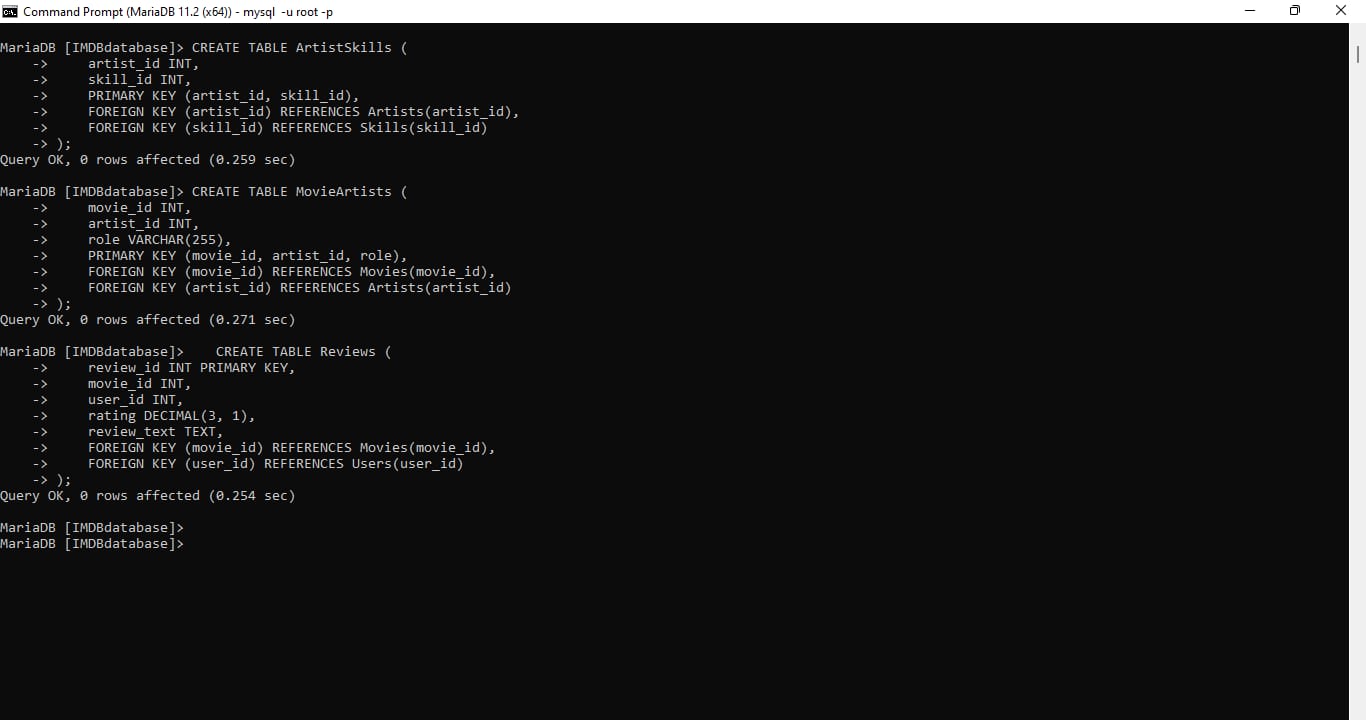 Command Prompt (MariaDB 11.2 (x64)) - mysql -u root -p
MariaDB [IMDBdatabase]> CREATE TABLE ArtistSkills (
    ->     artist_id INT,
    ->     skill_id INT,
    ->     PRIMARY KEY (artist_id, skill_id),
    ->     FOREIGN KEY (artist_id) REFERENCES Artists(artist_id),
    ->     FOREIGN KEY (skill_id) REFERENCES Skills(skill_id)
    -> );
Query OK, 0 rows affected (0.259 sec)
MariaDB [IMDBdatabase]> CREATE TABLE MovieArtists (
    ->     movie_id INT,
    ->     artist_id INT,
    ->     role VARCHAR(255),
    ->     PRIMARY KEY (movie_id, artist_id, role),
    ->     FOREIGN KEY (movie_id) REFERENCES Movies(movie_id),
    ->     FOREIGN KEY (artist_id) REFERENCES Artists(artist_id)
    -> );
Query OK, 0 rows affected (0.271 sec)
MariaDB [IMDBdatabase]>    CREATE TABLE Reviews (
    ->     review_id INT PRIMARY KEY,
    ->     movie_id INT,
    ->     user_id INT,
    ->     rating DECIMAL(3, 1),
    ->     review_text TEXT,
    ->     FOREIGN KEY (movie_id) REFERENCES Movies(movie_id),
    ->     FOREIGN KEY (user_id) REFERENCES Users(user_id)
    -> );
Query OK, 0 rows affected (0.254 sec)
MariaDB [IMDBdatabase]>
MariaDB [IMDBdatabase]>